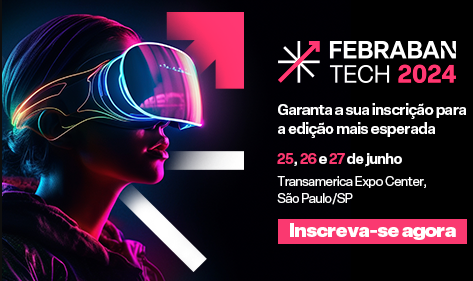 FEBRABAN
TECH 2024
Garanta a sua inscrição para
a edição mais esperada
25, 26 e 27 de junho
Transamerica Expo Center,
São Paulo/SP
Inscreva-se agora